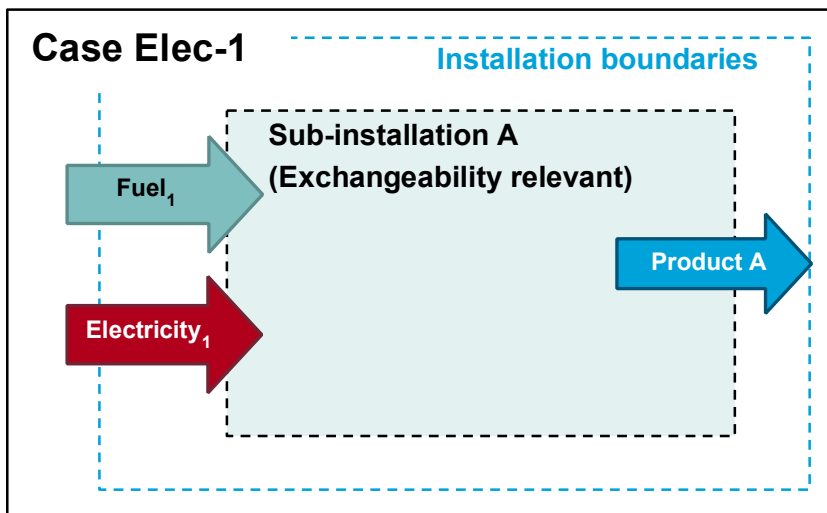 Case Elec-1
Installation boundaries
Sub-installation A
(Exchangeability relevant)
Fuel₁
Product A
Electricity₁